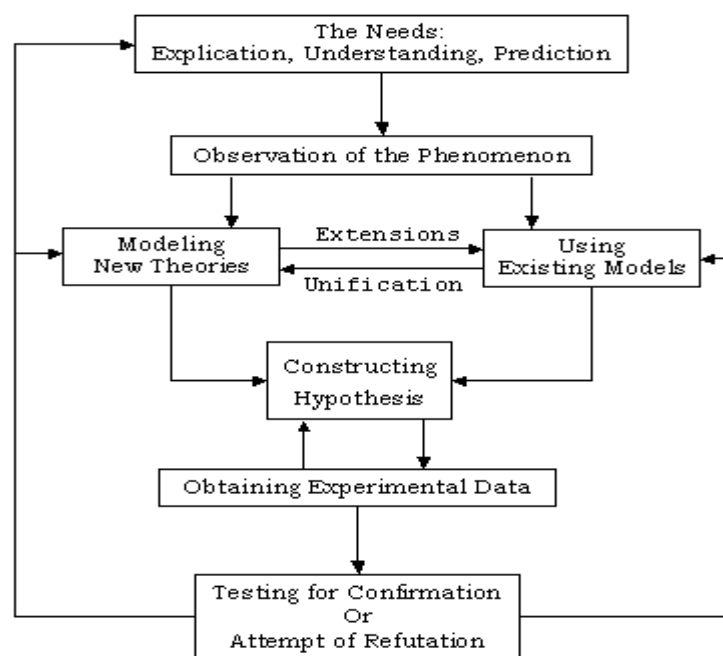 The Needs:
Explication, Understanding, Prediction
Observation of the Phenomenon
Modeling
New Theories
Extensions
Unification
Using
Existing Models
Constructing
Hypothesis
Obtaining Experimental Data
Testing for Confirmation
Or
Attempt of Refutation